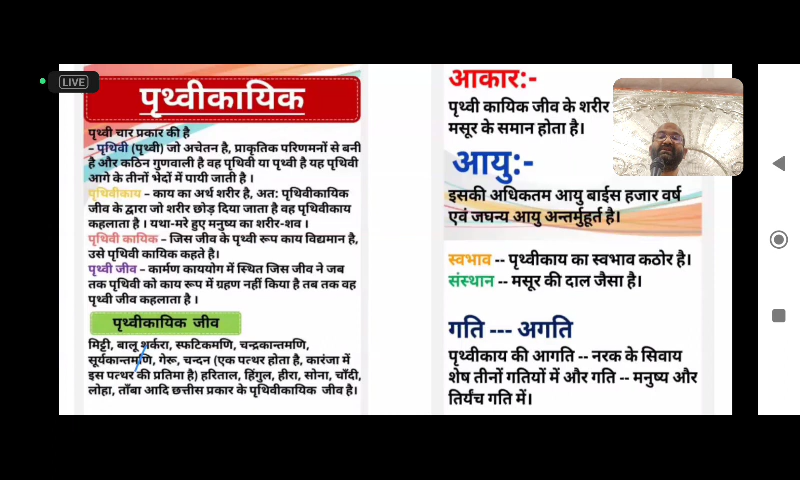 LIVE
पृथ्वीकायिक
पृथ्वी चार प्रकार की है
– पृथिवी (पृथ्वी) जो अचेतन है, प्राकृतिक परिणमनों से बनी
है और कठिन गुणवाली है वह पृथिवी या पृथ्वी है यह पृथिवी
आगे के तीनों भेदों में पायी जाती है ।
पृथिवीकाय – काय का अर्थ शरीर है, अतः पृथिवीकायिक
जीव के द्वारा जो शरीर छोड़ दिया जाता है वह पृथिवीकाय
कहलाता है । यथा-मरे हुए मनुष्य का शरीर-शव ।
पृथिवी कायिक – जिस जीव के पृथ्वी रूप काय विद्यमान है,
उसे पृथिवी कायिक कहते है।
पृथ्वी जीव – कार्मण काययोग में स्थित जिस जीव ने जब
तक पृथिवी को काय रूप में ग्रहण नहीं किया है तब तक वह
पृथ्वी जीव कहलाता है ।
पृथ्वीकायिक जीव
मिट्टी, बालू शर्करा, स्फटिकमणि, चन्द्रकान्तमणि,
सूर्यकान्तमणि, गेरू, चन्दन (एक पत्थर होता है, कारंजा में
इस पत्थर की प्रतिमा है) हरिताल, हिंगुल, हीरा, सोना, चाँदी,
लोहा, ताँबा आदि छत्तीस प्रकार के पृथिवीकायिक जीव है।
आकार:-
पृथ्वी कायिक जीव के शरीर
मसूर के समान होता है।
आयु:-
इसकी अधिकतम आयु बाईस हजार वर्ष
एवं जघन्य आयु अन्तर्मुहूर्त है।
स्वभाव -- पृथ्वीकाय का स्वभाव कठोर है।
संस्थान -- मसूर की दाल जैसा है।
गति --- अगति
पृथ्वीकाय की आगति -- नरक के सिवाय
शेष तीनों गतियों में और गति -- मनुष्य और
तिर्यंच गति में।